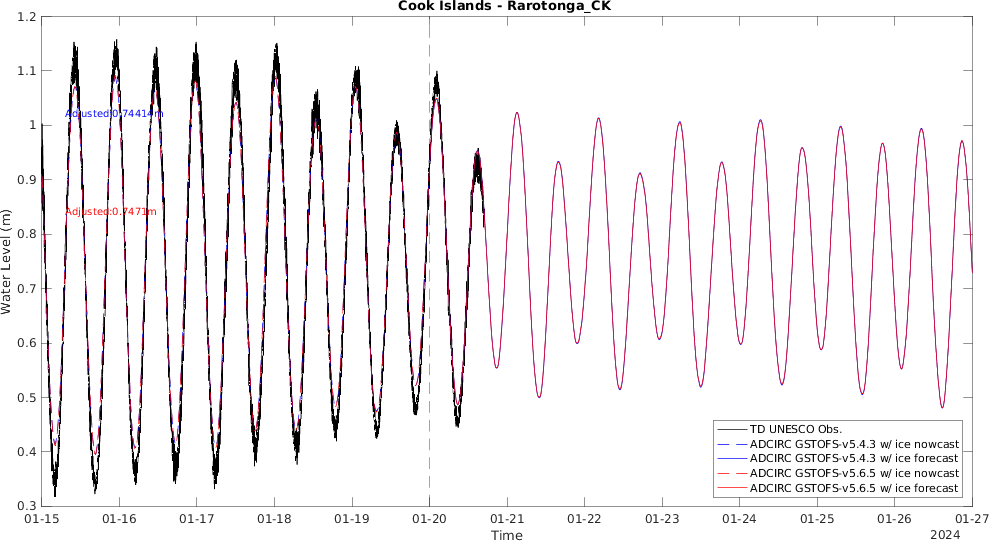 Cook Islands - Rarotonga_CK
Water Level (m)
1.2
1.1
1
0.9
0.8
0.7
0.6
0.5
0.4
0.3
Adjusted:0.74414m
Adjusted:0.7471m
TD UNESCO Obs.
ADCIRC GSTOFS-v5.4.3 w/ ice nowcast
ADCIRC GSTOFS-v5.4.3 w/ ice forecast
ADCIRC GSTOFS-v5.6.5 w/ ice nowcast
ADCIRC GSTOFS-v5.6.5 w/ ice forecast
01-15 01-16 01-17 01-18 01-19 01-20 01-21 01-22 01-23 01-24 01-25 01-26 01-27
Time
2024